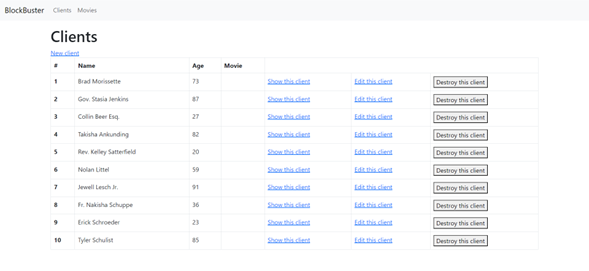 BlockBuster Clients Movies
Clients
New client
# Name Age Movie
1 Brad Morissette 73 Show this client Edit this client Destroy this client
2 Gov. Stasia Jenkins 87 Show this client Edit this client Destroy this client
3 Collin Beer Esq. 27 Show this client Edit this client Destroy this client
4 Takisha Ankunding 82 Show this client Edit this client Destroy this client
5 Rev. Kelley Satterfield 20 Show this client Edit this client Destroy this client
6 Nolan Littel 59 Show this client Edit this client Destroy this client
7 Jewell Lesch Jr. 91 Show this client Edit this client Destroy this client
8 Fr. Nakisha Schuppe 36 Show this client Edit this client Destroy this client
9 Erick Schroeder 23 Show this client Edit this client Destroy this client
10 Tyler Schulist 85 Show this client Edit this client Destroy this client